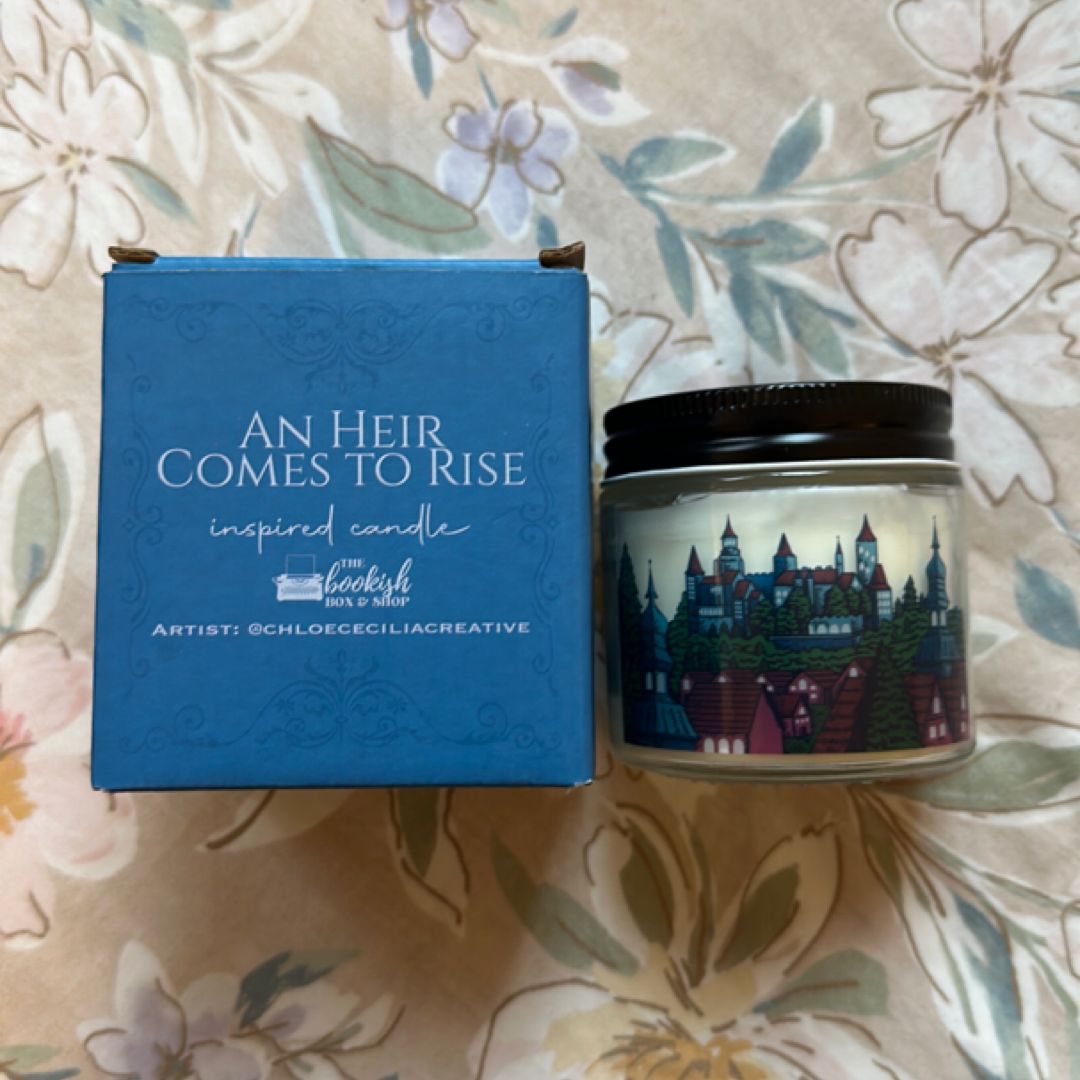 AN HEIR
COMES TO RISE
inspired candle
THE
bookish
BOX & SHOP
ARTIST: @CHLOECECILIACREATIVE